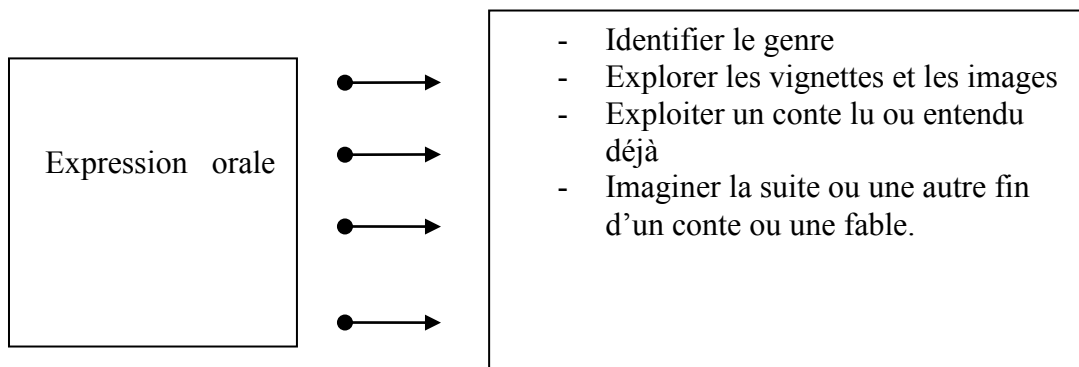 Expression orale
- Identifier le genre
- Explorer les vignettes et les images
- Exploiter un conte lu ou entendu
déjà
- Imaginer la suite ou une autre fin
d’un conte ou une fable.